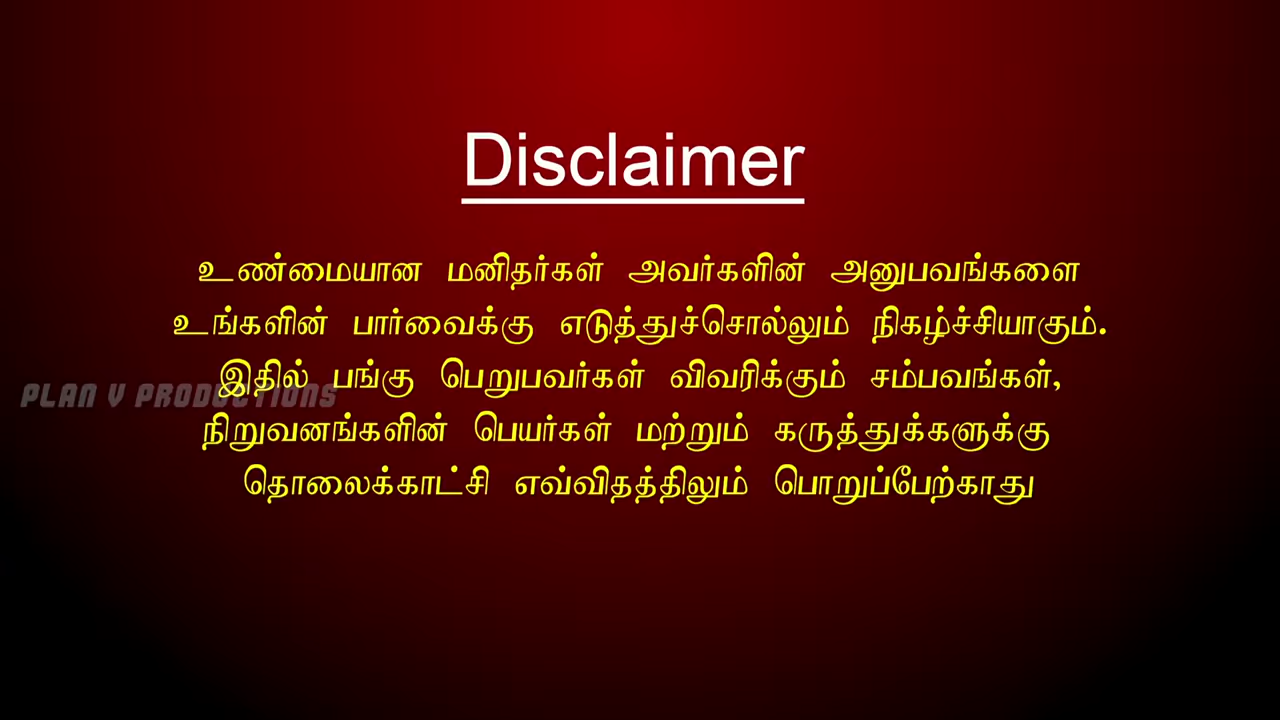 Disclaimer
உண்மையான மனிதர்கள் அவர்களின் அனுபவங்களை
உங்களின் பார்வைக்கு எடுத்துச்சொல்லும் நிகழ்ச்சியாகும்.
இதில் பங்கு பெறுபவர்கள் விவரிக்கும் சம்பவங்கள்,
PLAN V PRODUCTIONS
நிறுவனங்களின் பெயர்கள் மற்றும் கருத்துக்களுக்கு
தொலைக்காட்சி எவ்விதத்திலும் பொறுப்பேற்காது